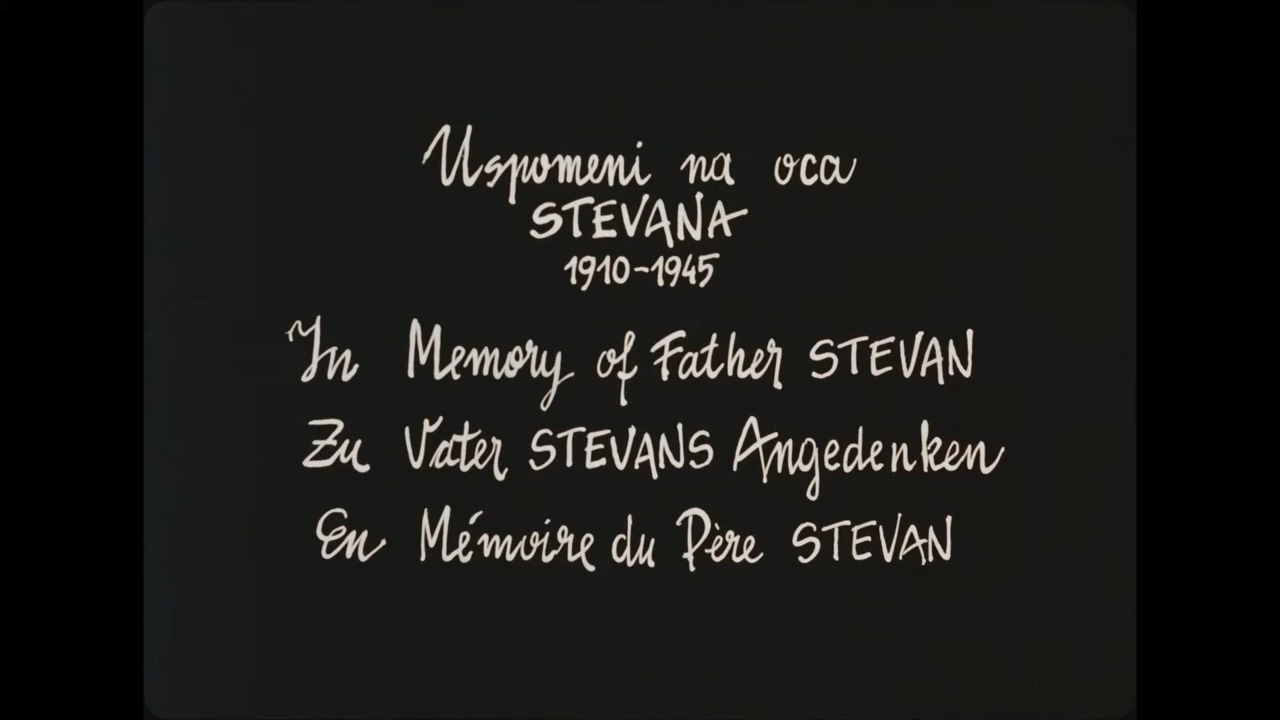 Uspomeni na oca
STEVANA
1910-1945
In Memory of Father STEVAN
Zu Vater STEVANS Angedenken
En Mémoire du Père STEVAN